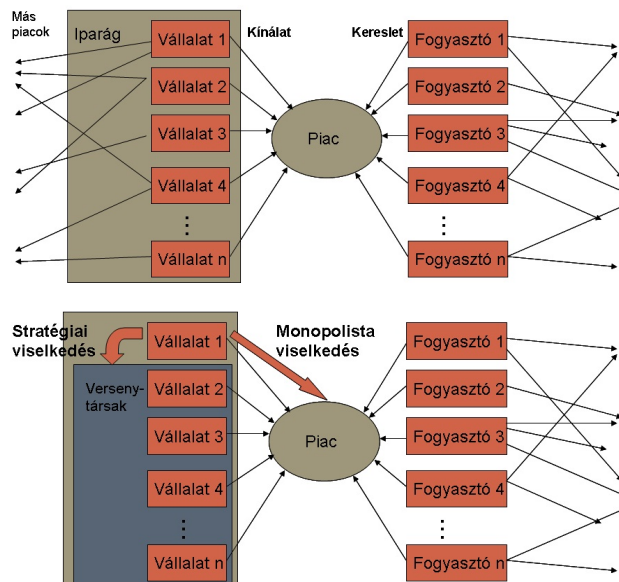 Más
piacok
Iparág
Vállalat 1
Kínálat
Kereslet
Fogyasztó 1
Vállalat 2
Fogyasztó 2
Vállalat 3
Piac
Fogyasztó 3
Vállalat 4
Fogyasztó 4
...
...
Vállalat n
Fogyasztó n
Stratégiai
viselkedés
Vállalat 1
Monopolista
viselkedés
Fogyasztó 1
Verseny-
társak
Vállalat 2
Fogyasztó 2
Vállalat 3
Piac
Fogyasztó 3
Vállalat 4
Fogyasztó 4
...
...
Vállalat n
Fogyasztó n